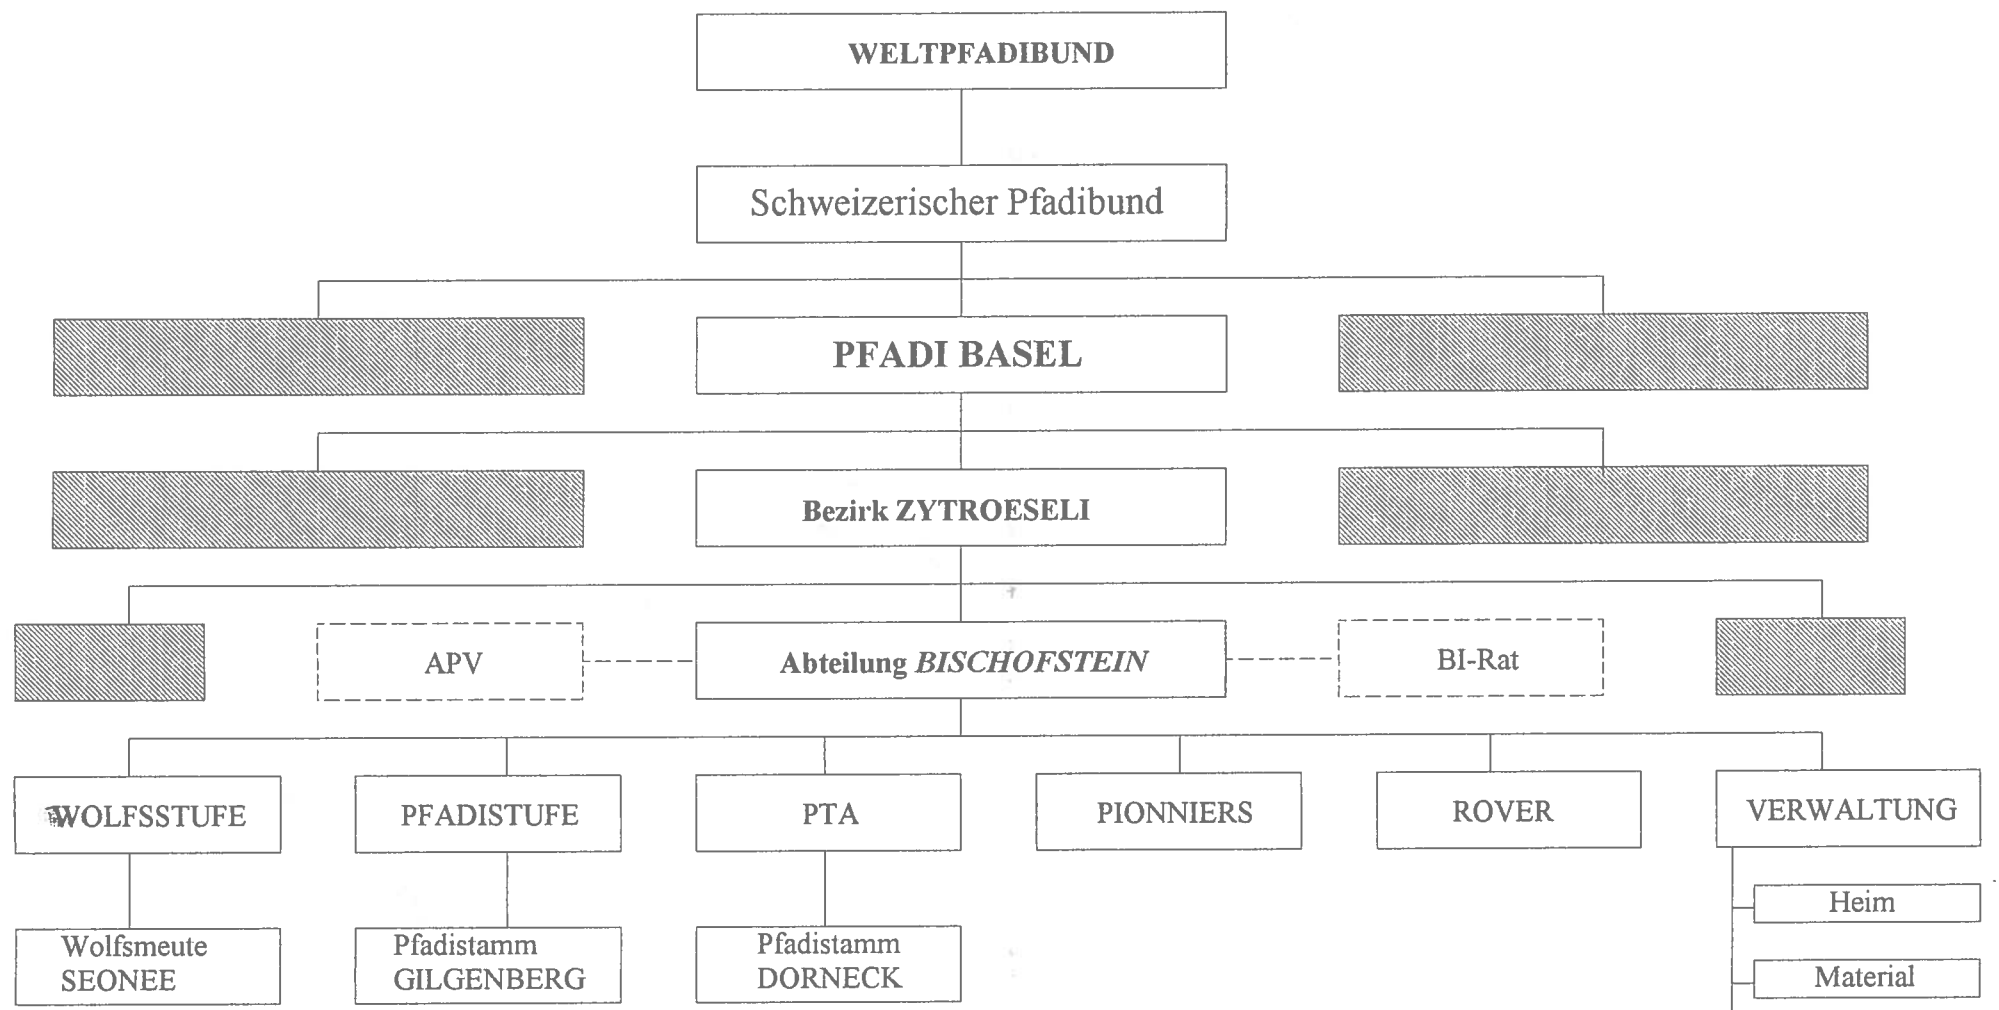 WELTPFADIBUND
Schweizerischer Pfadibund
PFADI BASEL
Bezirk ZYTROESELI
APV
Abteilung BISCHOFSTEIN
BI-Rat
WOLFSSTUFE
PFADISTUFE
PTA
PIONNIERS
ROVER
VERWALTUNG
Heim
Wolfsmeute
SEONEE
Pfadistamm
GILGENBERG
Pfadistamm
DORNECK
Material